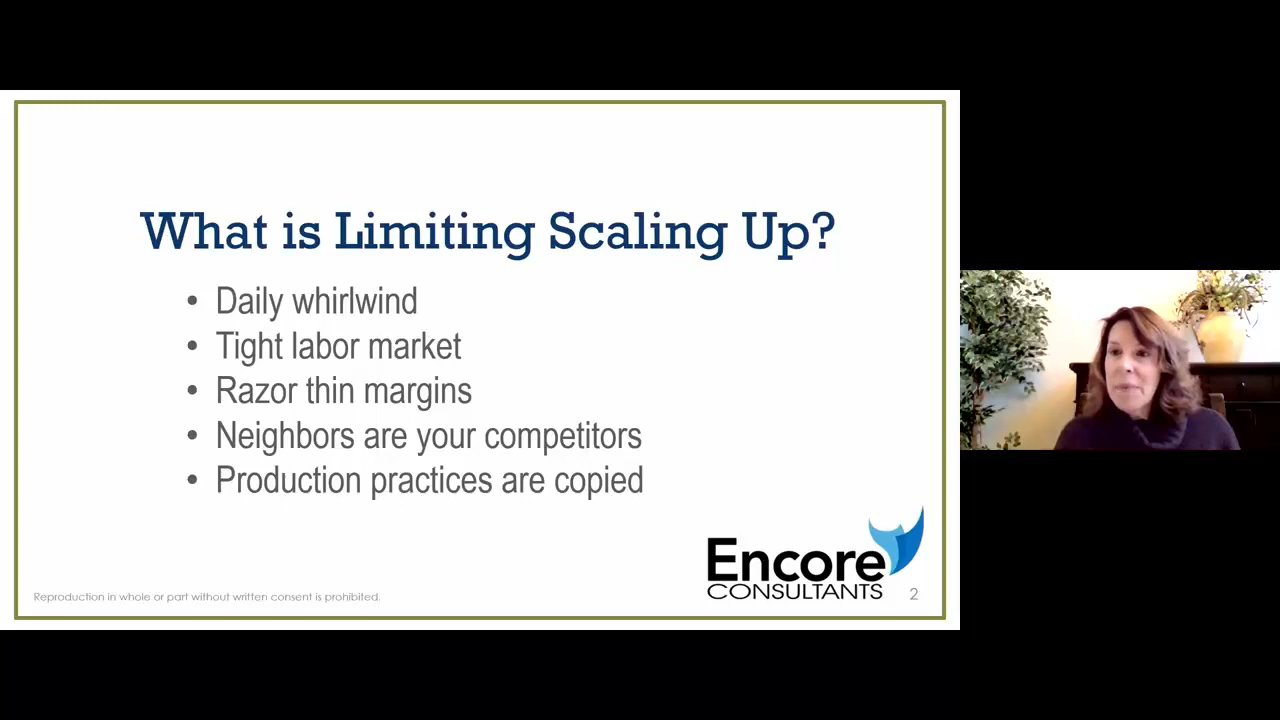 What is Limiting Scaling Up?
• Daily whirlwind
• Tight labor market
• Razor thin margins
• Neighbors are your competitors
• Production practices are copied
Encore
CONSULTANTS
Reproduction in whole or part without written consent is prohibited.
2